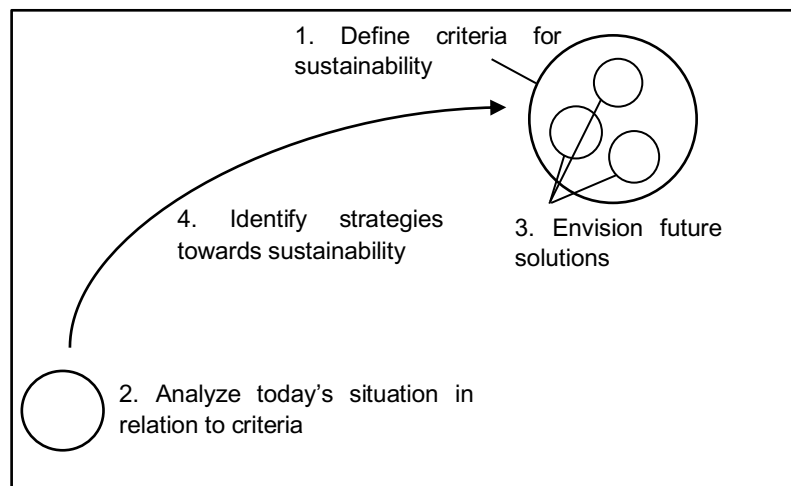 1. Define criteria for
sustainability
4. Identify strategies
towards sustainability
3. Envision future
solutions
2. Analyze today’s situation in
relation to criteria